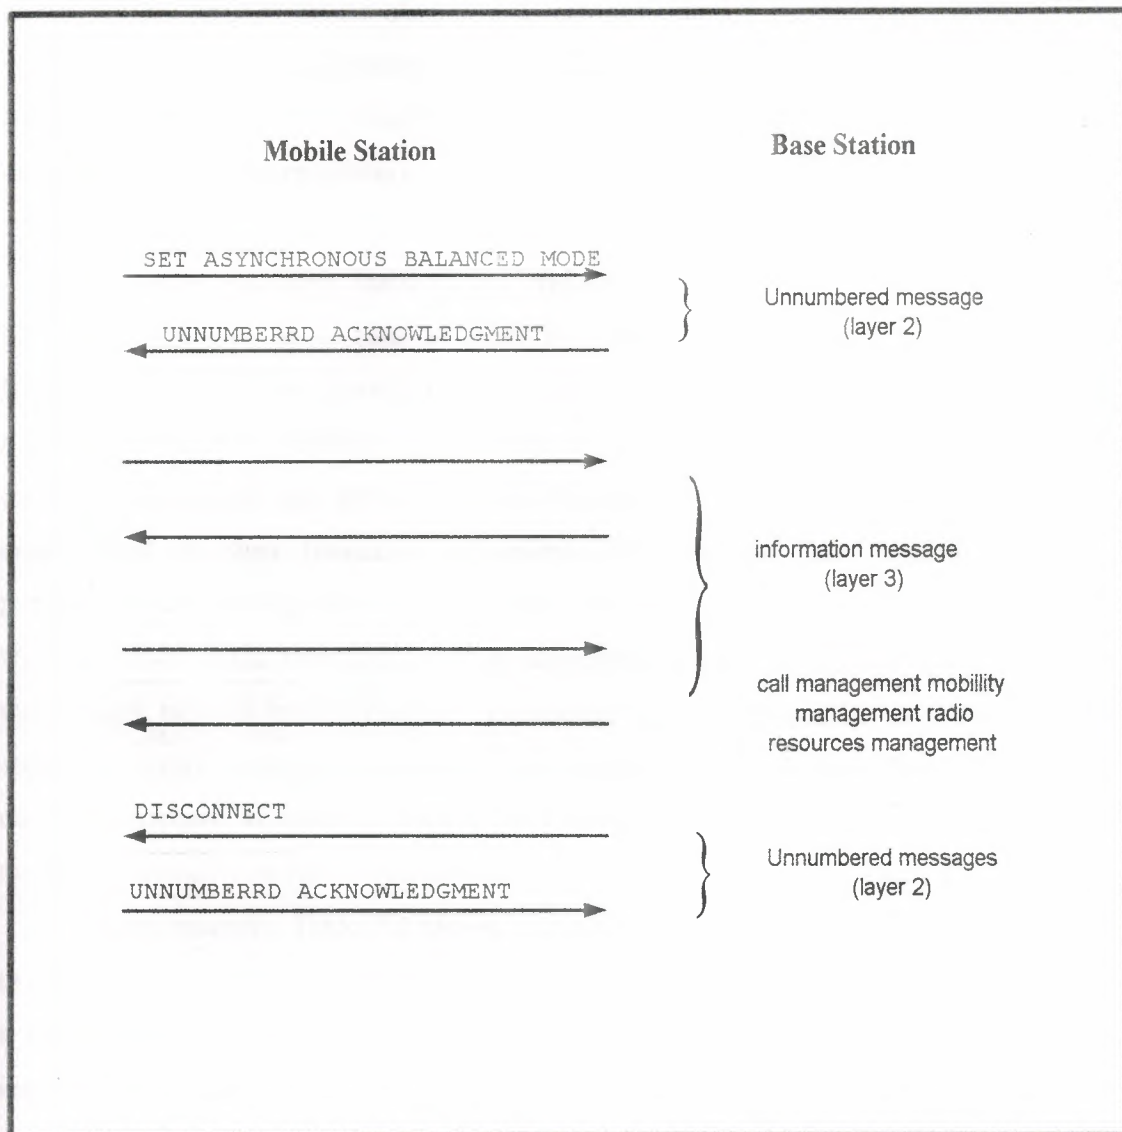 Mobile Station
Base Station
SET ASYNCHRONOUS BALANCED MODE
Unnumbered message
(layer 2)
UNNUMBERRD ACKNOWLEDGMENT
information message
(layer 3)
call management mobillity
management radio
resources management
DISCONNECT
Unnumbered messages
(layer 2)
UNNUMBERRD ACKNOWLEDGMENT